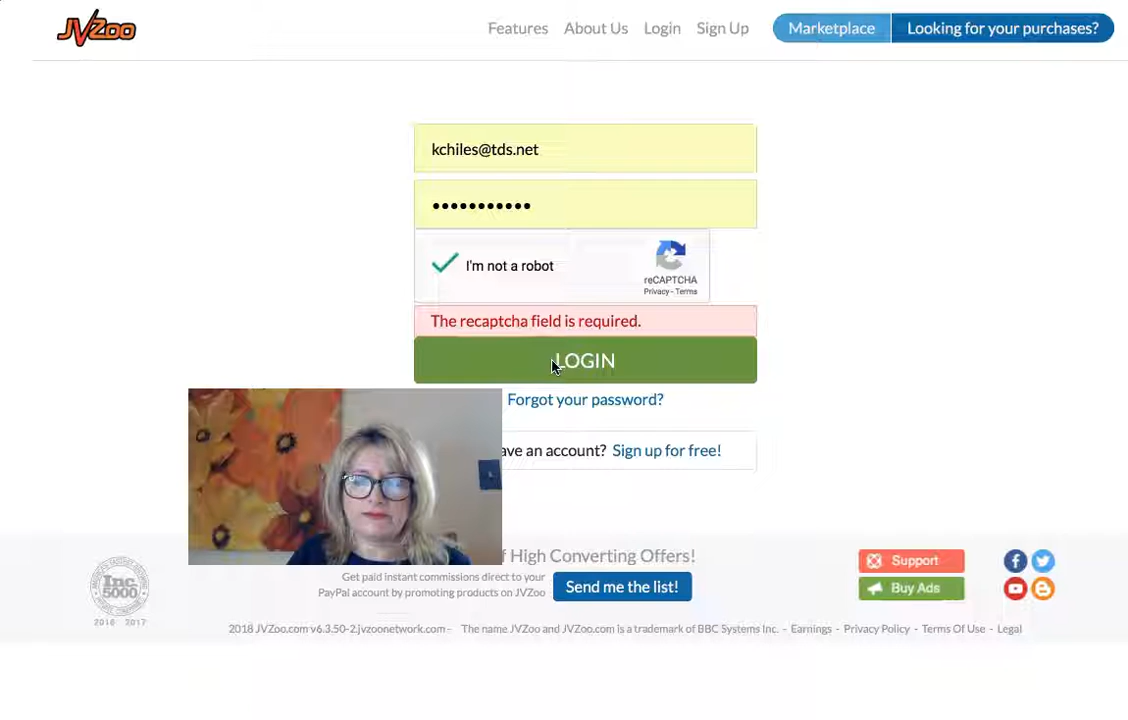 JVZoo
Features About Us Login Sign Up Marketplace Looking for your purchases?
kchiles@tds.net
•••••••••••
I'm not a robot
reCAPTCHA
Privacy - Terms
The recaptcha field is required.
LOGIN
Forgot your password?
ave an account? Sign up for free!
f High Converting Offers!
Get paid instant commissions direct to your
PayPal account by promoting products on JVZoo
Send me the list!
Inc.
5000
2016 2017
Support
Buy Ads
2018 JVZoo.com v6.3.50-2.jvzoonetwork.com - The name JVZoo and JVZoo.com is a trademark of BBC Systems Inc. - Earnings - Privacy Policy - Terms Of Use - Legal